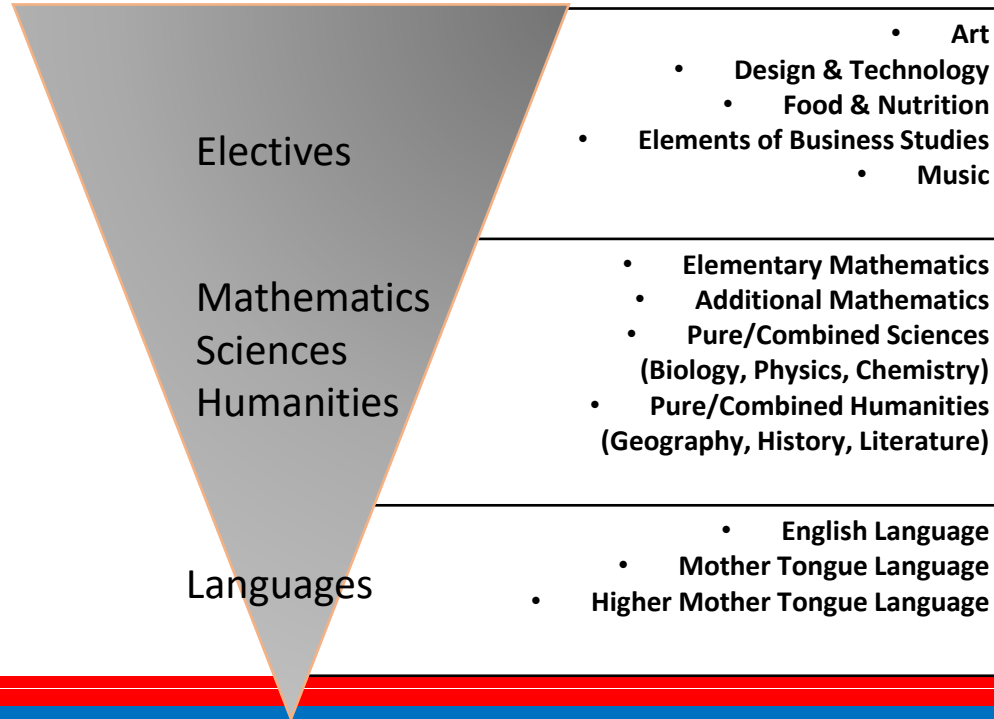 Electives
• Art
• Design & Technology
• Food & Nutrition
• Elements of Business Studies
• Music
Mathematics
Sciences
Humanities
• Elementary Mathematics
• Additional Mathematics
• Pure/Combined Sciences
(Biology, Physics, Chemistry)
• Pure/Combined Humanities
(Geography, History, Literature)
Languages
• English Language
• Mother Tongue Language
• Higher Mother Tongue Language